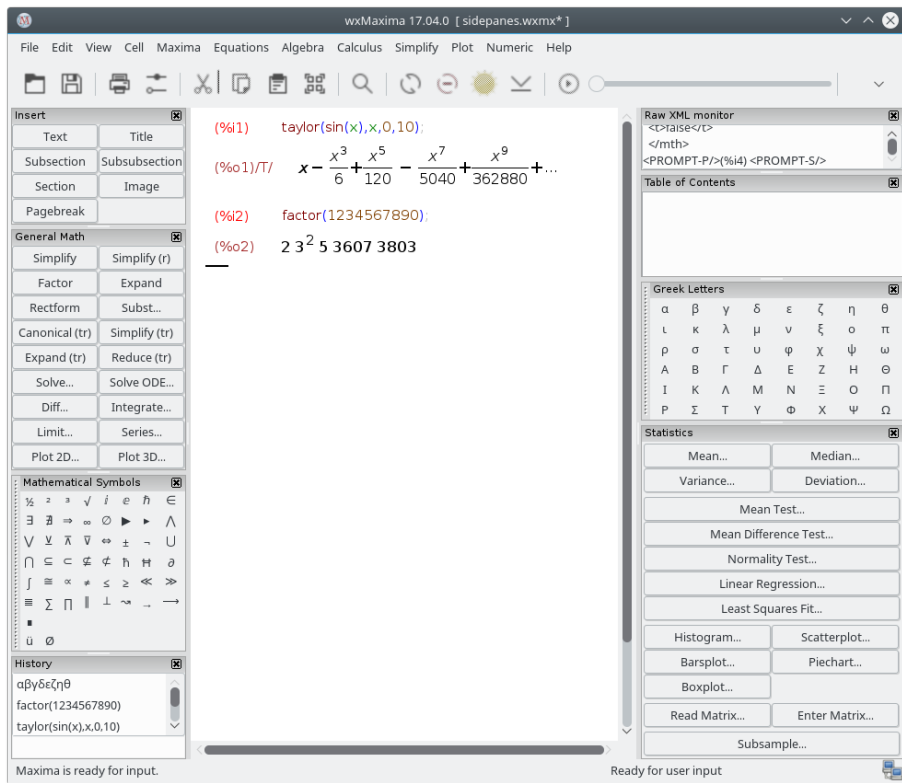 wxMaxima 17.04.0 [ sidepanes.wxmx* ]
File Edit View Cell Maxima Equations Algebra Calculus Simplify Plot Numeric Help
Insert
Text Title
Subsection Subsubsection
Section Image
Pagebreak
General Math
Simplify Simplify (r)
Factor Expand
Rectform Subst...
Canonical (tr) Simplify (tr)
Expand (tr) Reduce (tr)
Solve... Solve ODE...
Diff... Integrate...
Limit... Series...
Plot 2D... Plot 3D...
Mathematical Symbols
½ ² ³ √ ⅈ ⅇ ℏ ∈
∃ ∄ ⇒ ∞ ∅ ▶ ▸ ⋀
⋁ ⊻ ⊼ ⊽ ⇔ ± ¬ ⋃
⋂ ⊆ ⊂ ⊈ ⊄ ħ Ħ ∂
∫ ≅ ∝ ≠ ≤ ≥ ≪ ≫
≣ ∑ ∏ ∥ ⟂ ↝ → ⟶
∎
ü Ø
History
αβγδεζηθ
factor(1234567890)
taylor(sin(x),x,0,10)
(%i1) taylor(sin(x),x,0,10);
(%o1)/T/ x − x³/6 + x⁵/120 − x⁷/5040 + x⁹/362880 + ...
(%i2) factor(1234567890);
(%o2) 2 3² 5 3607 3803
Raw XML monitor
<t>false</t>
</mth>
<PROMPT-P/>(%i4) <PROMPT-S/>
Table of Contents
Greek Letters
α β γ δ ε ζ η θ
ι κ λ μ ν ξ ο π
ρ σ τ υ φ χ ψ ω
Α Β Γ Δ Ε Ζ Η Θ
Ι Κ Λ Μ Ν Ξ Ο Π
Ρ Σ Τ Υ Φ Χ Ψ Ω
Statistics
Mean... Median...
Variance... Deviation...
Mean Test...
Mean Difference Test...
Normality Test...
Linear Regression...
Least Squares Fit...
Histogram... Scatterplot...
Barsplot... Piechart...
Boxplot...
Read Matrix... Enter Matrix...
Subsample...
Maxima is ready for input.
Ready for user input